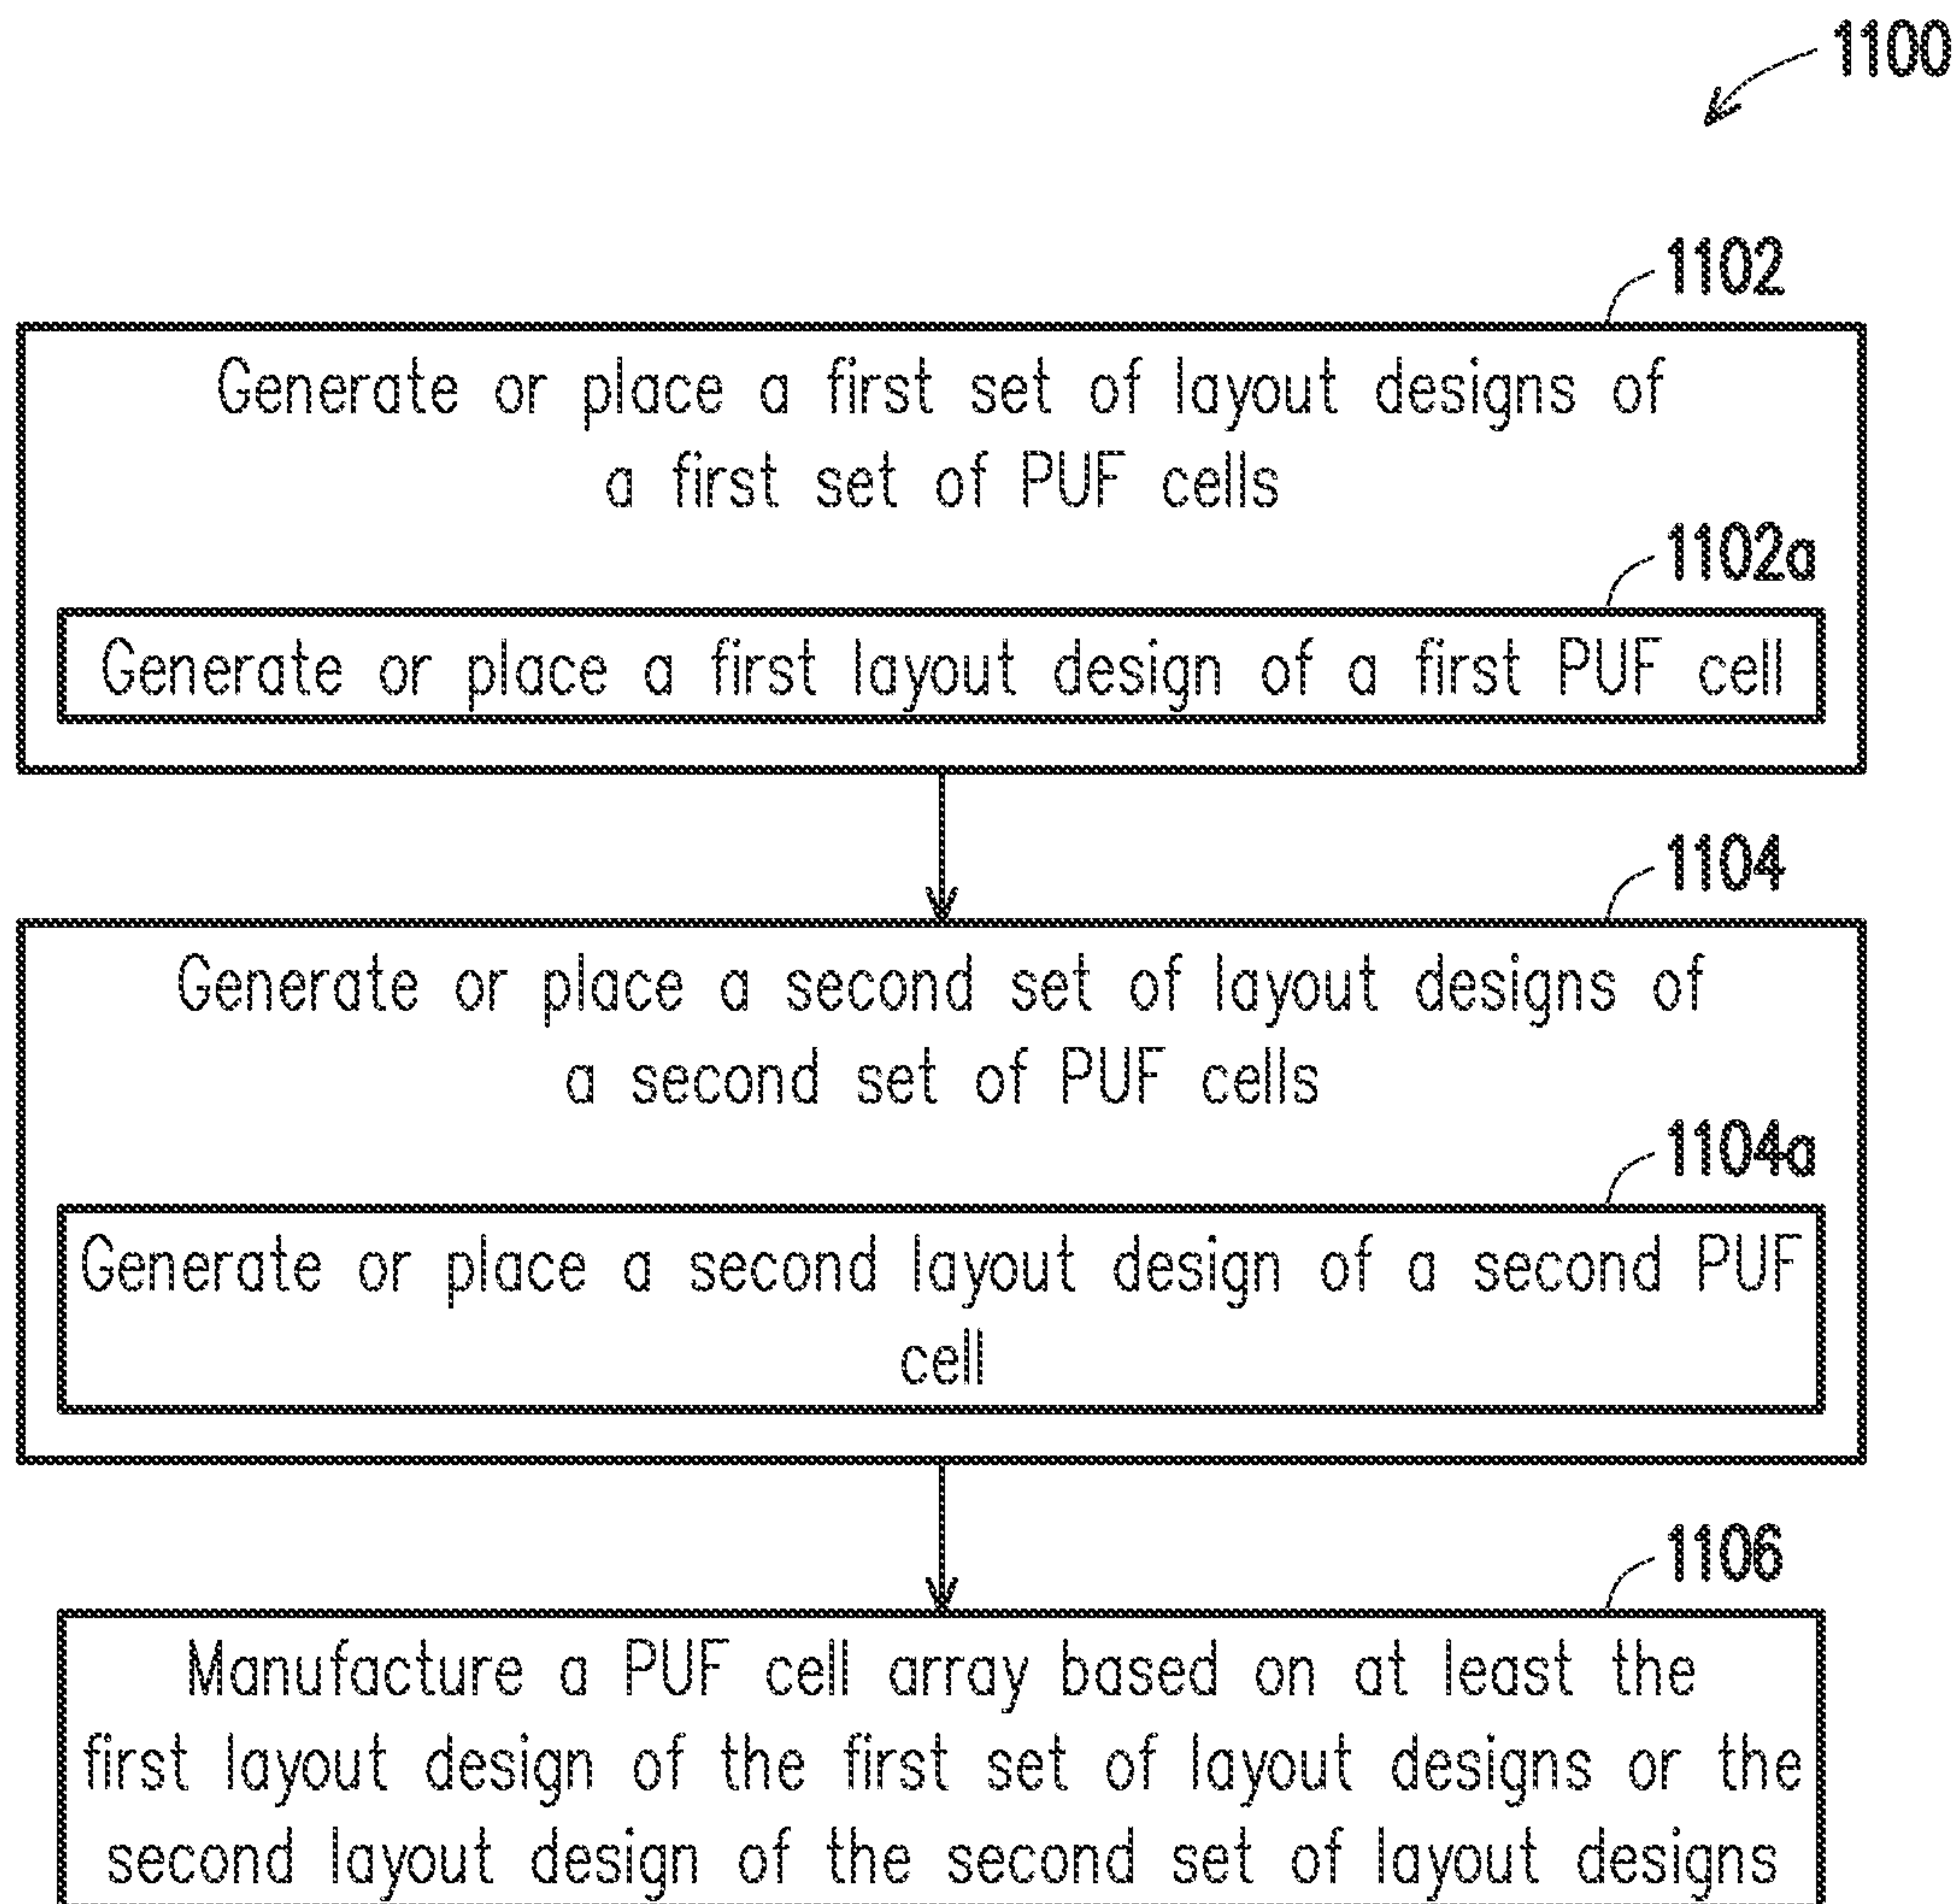 1100
1102
Generate or place a first set of layout designs of
a first set of PUF cells
1102a
Generate or place a first layout design of a first PUF cell
1104
Generate or place a second set of layout designs of
a second set of PUF cells
1104a
Generate or place a second layout design of a second PUF
cell
1106
Manufacture a PUF cell array based on at least the
first layout design of the first set of layout designs or the
second layout design of the second set of layout designs